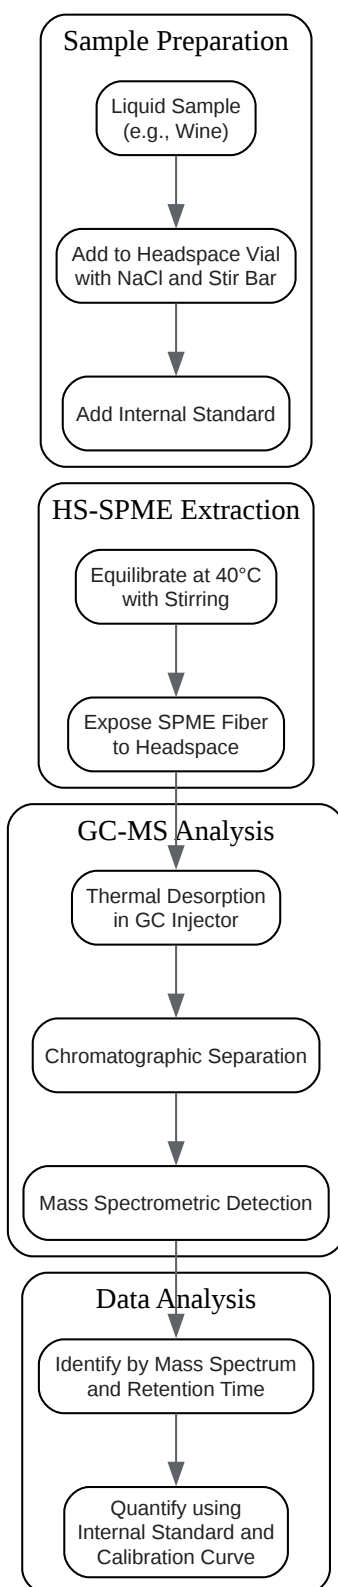 Sample Preparation
Liquid Sample
(e.g., Wine)
Add to Headspace Vial
with NaCl and Stir Bar
Add Internal Standard
HS-SPME Extraction
Equilibrate at 40°C
with Stirring
Expose SPME Fiber
to Headspace
GC-MS Analysis
Thermal Desorption
in GC Injector
Chromatographic Separation
Mass Spectrometric Detection
Data Analysis
Identify by Mass Spectrum
and Retention Time
Quantify using
Internal Standard and
Calibration Curve